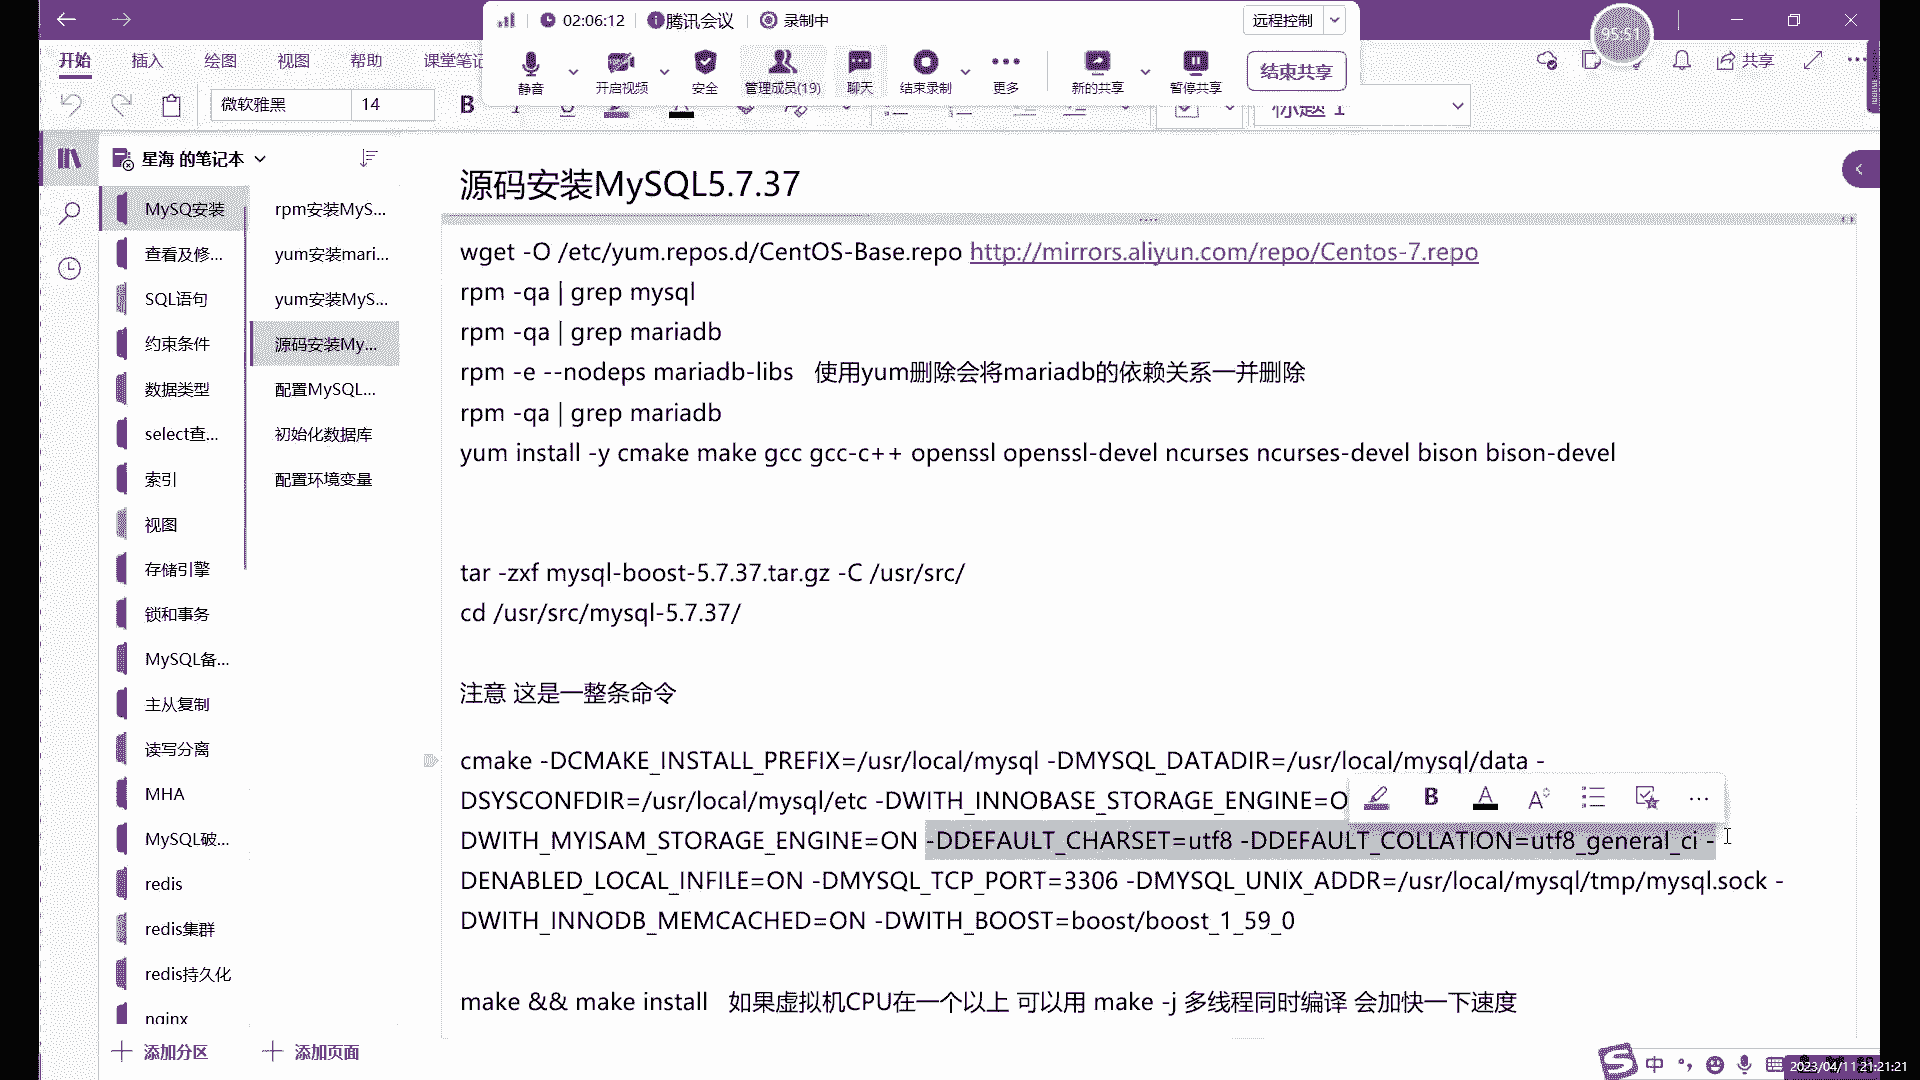 02:06:12 腾讯会议 录制中 远程控制
95:51
开始 插入 绘图 视图 帮助 课堂笔记
静音 开启视频 安全 管理成员(19) 聊天 结束录制 更多 新的共享 暂停共享 结束共享
共享
微软雅黑 14 B 标题 1
星海 的笔记本
MySQ安装
查看及修...
SQL语句
约束条件
数据类型
select查...
索引
视图
存储引擎
锁和事务
MySQL备...
主从复制
读写分离
MHA
MySQL破...
redis
redis集群
redis持久化
nginx
添加分区
rpm安装MyS...
yum安装mari...
yum安装MyS...
源码安装My...
配置MySQL...
初始化数据库
配置环境变量
添加页面
源码安装MySQL5.7.37
wget -O /etc/yum.repos.d/CentOS-Base.repo http://mirrors.aliyun.com/repo/Centos-7.repo
rpm -qa | grep mysql
rpm -qa | grep mariadb
rpm -e --nodeps mariadb-libs 使用yum删除会将mariadb的依赖关系一并删除
rpm -qa | grep mariadb
yum install -y cmake make gcc gcc-c++ openssl openssl-devel ncurses ncurses-devel bison bison-devel
tar -zxf mysql-boost-5.7.37.tar.gz -C /usr/src/
cd /usr/src/mysql-5.7.37/
注意 这是一整条命令
cmake -DCMAKE_INSTALL_PREFIX=/usr/local/mysql -DMYSQL_DATADIR=/usr/local/mysql/data -
DSYSCONFDIR=/usr/local/mysql/etc -DWITH_INNOBASE_STORAGE_ENGINE=O
B A A
DWITH_MYISAM_STORAGE_ENGINE=ON -DDEFAULT_CHARSET=utf8 -DDEFAULT_COLLATION=utf8_general_ci -
DENABLED_LOCAL_INFILE=ON -DMYSQL_TCP_PORT=3306 -DMYSQL_UNIX_ADDR=/usr/local/mysql/tmp/mysql.sock -
DWITH_INNODB_MEMCACHED=ON -DWITH_BOOST=boost/boost_1_59_0
make && make install 如果虚拟机CPU在一个以上 可以用 make -j 多线程同时编译 会加快一下速度
中
2023/04/11 21:21:21